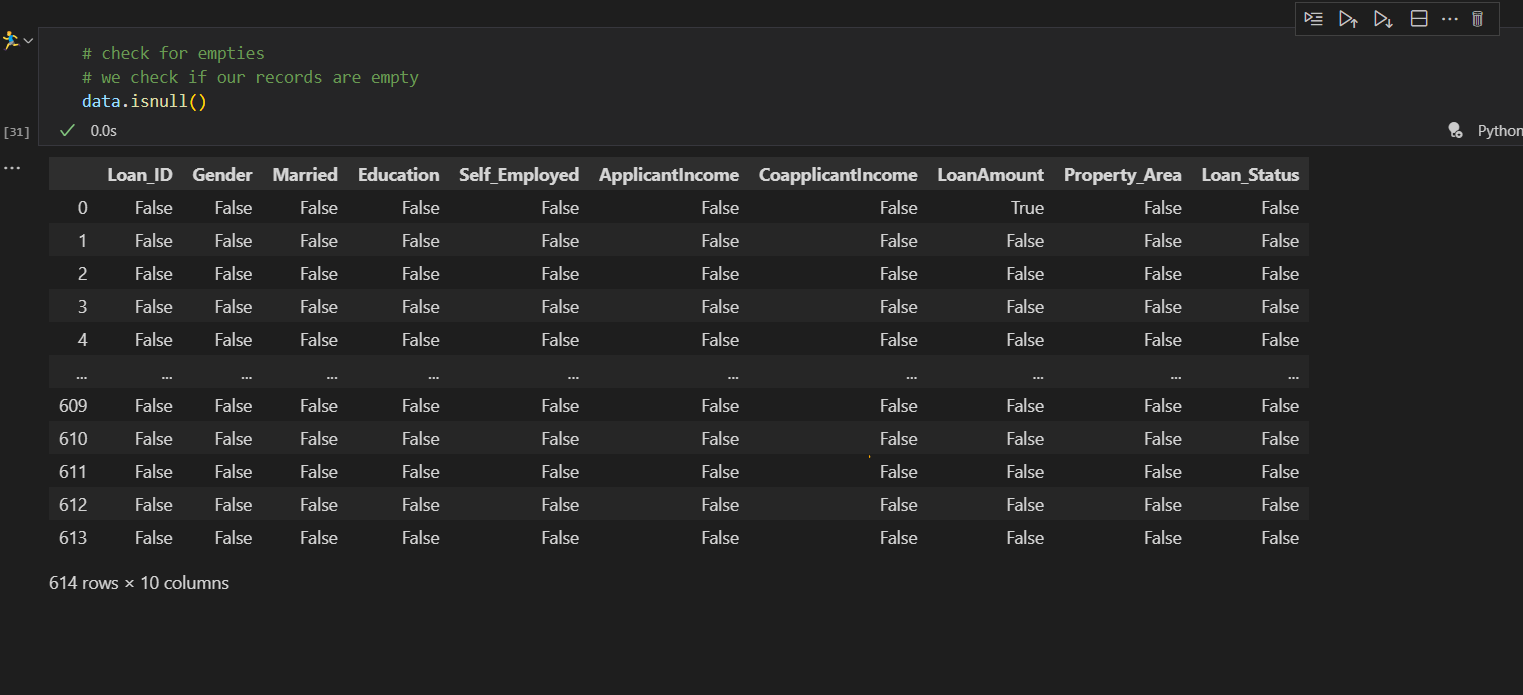 # check for empties
# we check if our records are empty
data.isnull()
[31]
0.0s
Python
...
Loan_ID Gender Married Education Self_Employed ApplicantIncome CoapplicantIncome LoanAmount Property_Area Loan_Status
0 False False False False False False False True False False
1 False False False False False False False False False False
2 False False False False False False False False False False
3 False False False False False False False False False False
4 False False False False False False False False False False
... ... ... ... ... ... ... ... ... ... ...
609 False False False False False False False False False False
610 False False False False False False False False False False
611 False False False False False False False False False False
612 False False False False False False False False False False
613 False False False False False False False False False False
614 rows × 10 columns